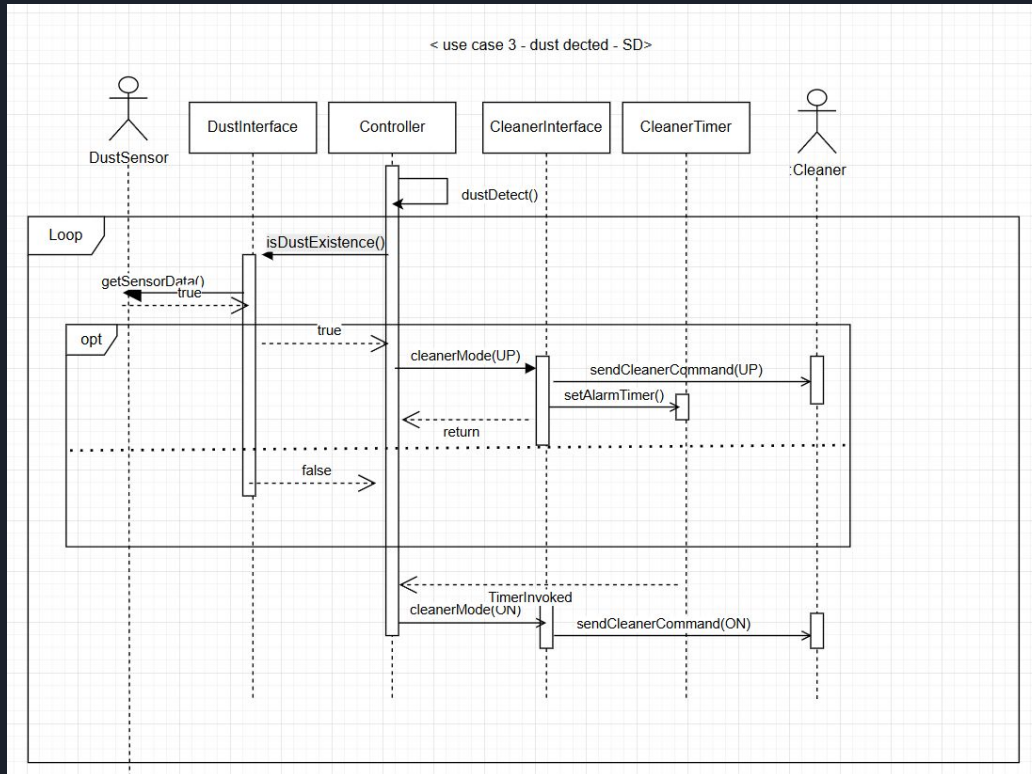 < use case 3 - dust dected - SD>
DustSensor
DustInterface
Controller
CleanerInterface
CleanerTimer
:Cleaner
dustDetect()
Loop
isDustExistence()
getSensorData()
true
opt
true
cleanerMode(UP)
sendCleanerCommand(UP)
setAlarmTimer()
return
false
TimerInvoked
cleanerMode(ON)
sendCleanerCommand(ON)